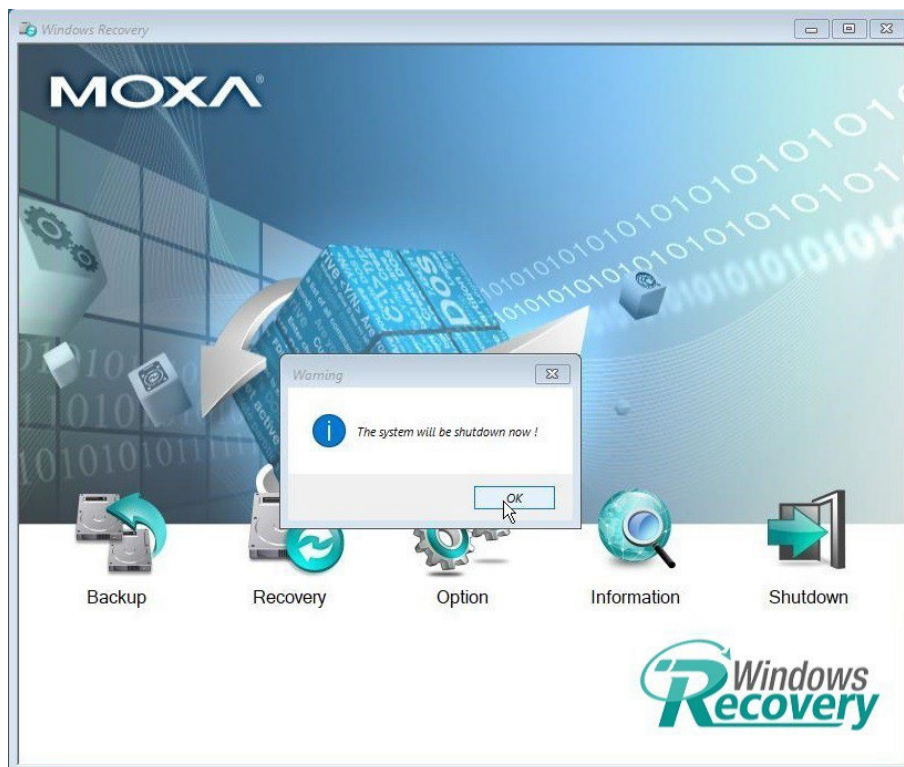 Windows Recovery
MOXA®
Warning
The system will be shutdown now !
OK
Backup
Recovery
Option
Information
Shutdown
Windows
Recovery